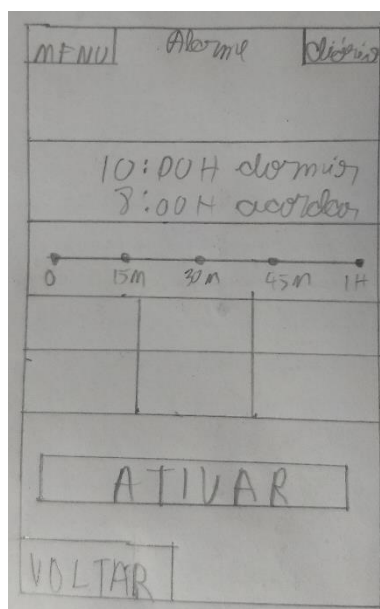 MENU Alarme diário
10:00H dormir
8:00H acordar
0 15m 30m 45m 1H
ATIVAR
VOLTAR